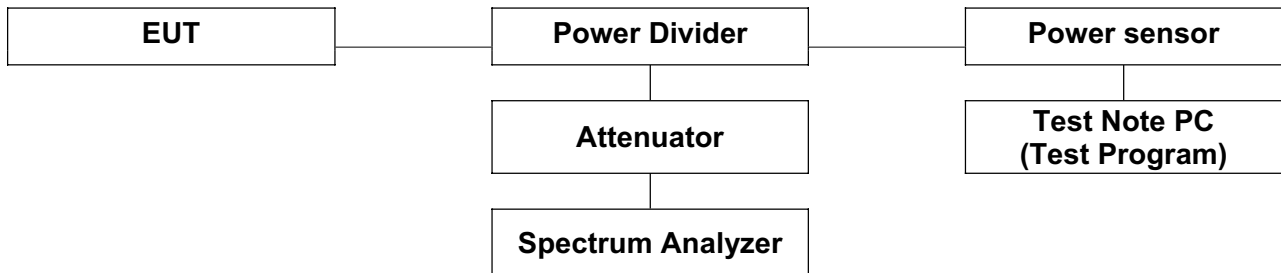 EUT
Power Divider
Power sensor
Attenuator
Test Note PC
(Test Program)
Spectrum Analyzer